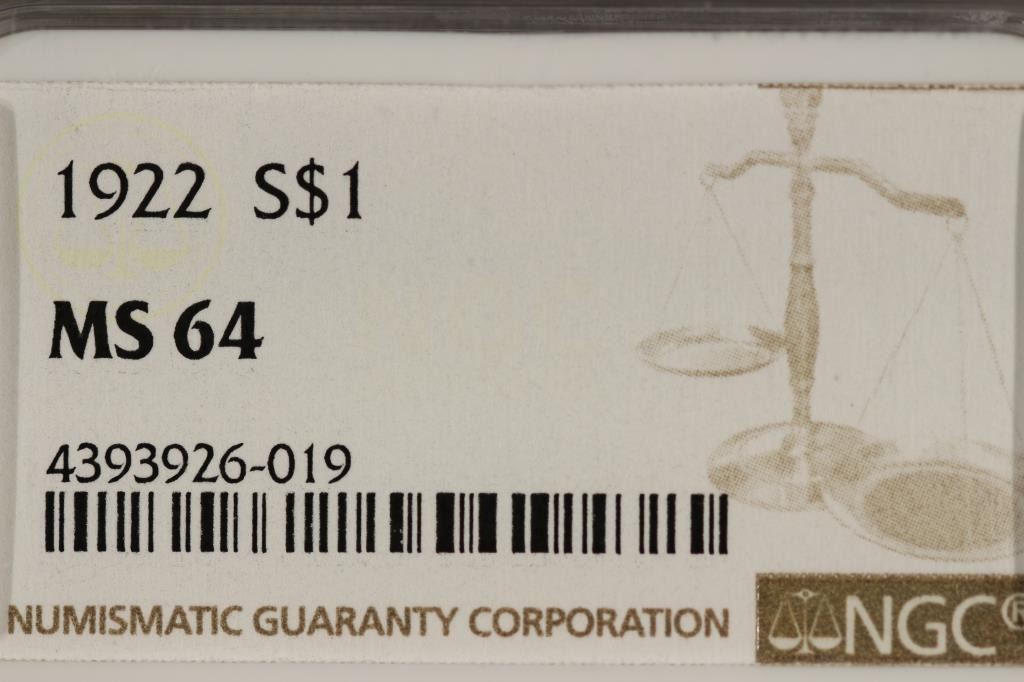 1922 S$1
MS 64
4393926-019
NUMISMATIC GUARANTY CORPORATION
NGC®